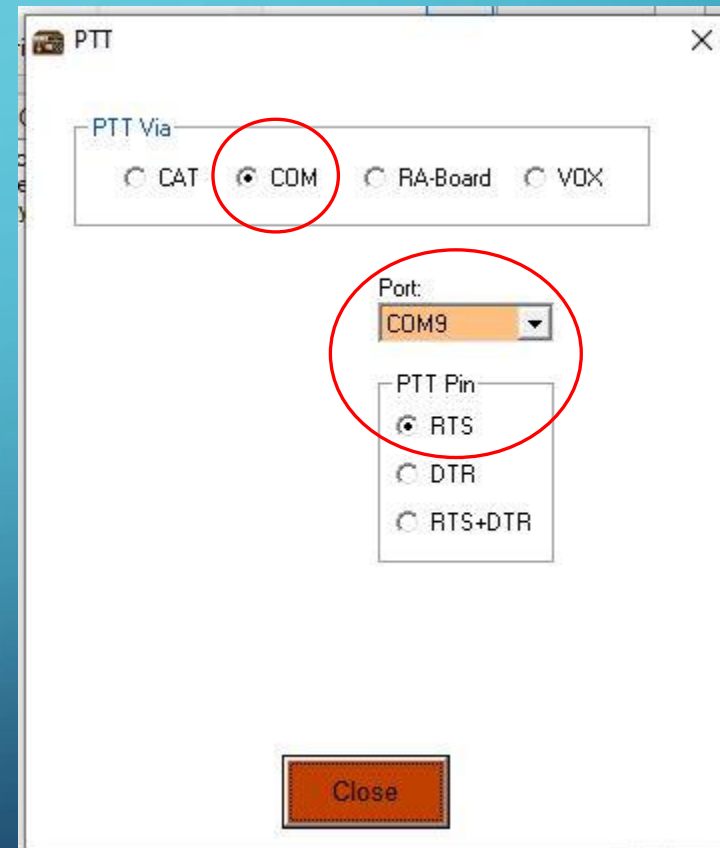 PTT
PTT Via
CAT COM RA-Board VOX
Port:
COM9
PTT Pin
RTS
DTR
RTS+DTR
Close